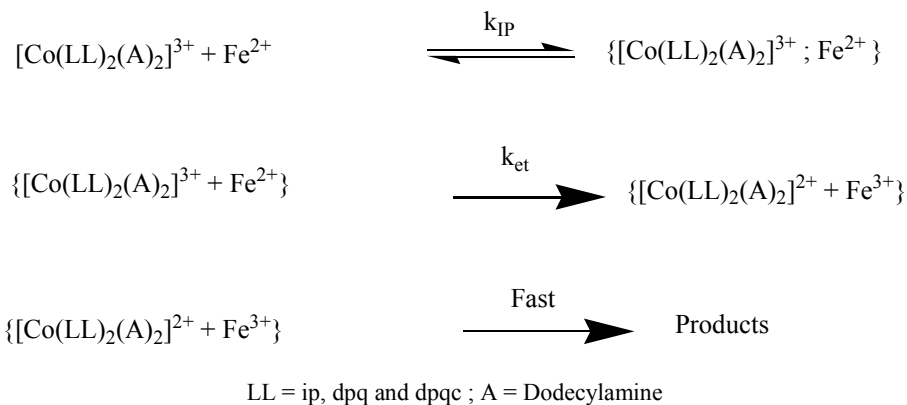 k_IP
[Co(LL)₂(A)₂]³⁺ + Fe²⁺ {[Co(LL)₂(A)₂]³⁺ ; Fe²⁺ }
k_et
{[Co(LL)₂(A)₂]³⁺ + Fe²⁺} {[Co(LL)₂(A)₂]²⁺ + Fe³⁺}
Fast
{[Co(LL)₂(A)₂]²⁺ + Fe³⁺} Products
LL = ip, dpq and dpqc ; A = Dodecylamine